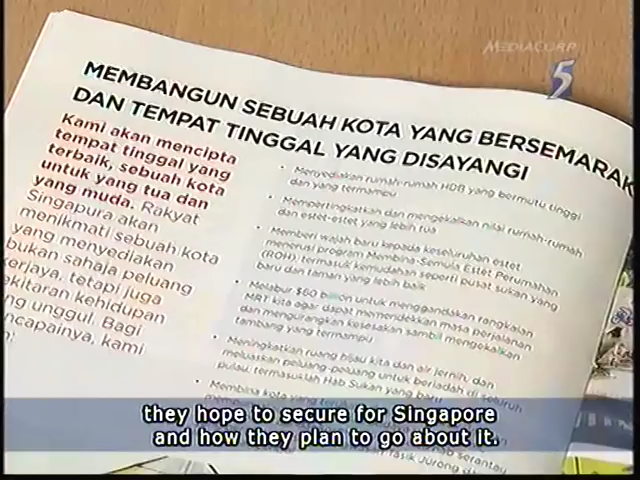 MEDIACORP
5
MEMBANGUN SEBUAH KOTA YANG BERSEMARAK
DAN TEMPAT TINGGAL YANG DISAYANGI
Kami akan mencipta
tempat tinggal yang
terbaik, sebuah kota
untuk yang tua dan
yang muda. Rakyat
Singapura akan
menikmati sebuah kota
yang menyediakan
bukan sahaja peluang
kerjaya, tetapi juga
ekitaran kehidupan
ng unggul. Bagi
ncapainya, kami
• Menyediakan rumah-rumah HDB yang bermutu tinggi
dan yang termampu
• Mempertingkatkan dan mengekalkan nilai rumah-rumah
dan estet-estet yang lebih tua
• Memberi wajah baru kepada keseluruhan estet
menerusi program Membina-Semula Estet Perumahan
(ROH), termasuk kemudahan seperti pusat sukan yang
baru dan taman yang lebih baik
• Melabur $60 billion untuk menggandakan rangkaian
MRT kita agar dapat memendekkan masa perjalanan
dan mengurangkan kesesakan sambil mengekalkan
tambang yang termampu
• Meningkatkan ruang hijau kita dan air jernih, dan
meluaskan peluang-peluang untuk beriadah di seluruh
pulau, termasuklah Hab Sukan yang baru
• Membina kota yang
they hope to secure for Singapore
and how they plan to go about it.